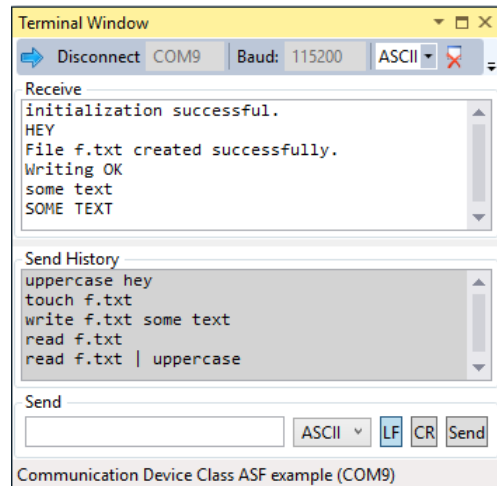 Terminal Window
Disconnect COM9 Baud: 115200 ASCII
Receive
initialization successful.
HEY
File f.txt created successfully.
Writing OK
some text
SOME TEXT
Send History
uppercase hey
touch f.txt
write f.txt some text
read f.txt
read f.txt | uppercase
Send
ASCII LF CR Send
Communication Device Class ASF example (COM9)